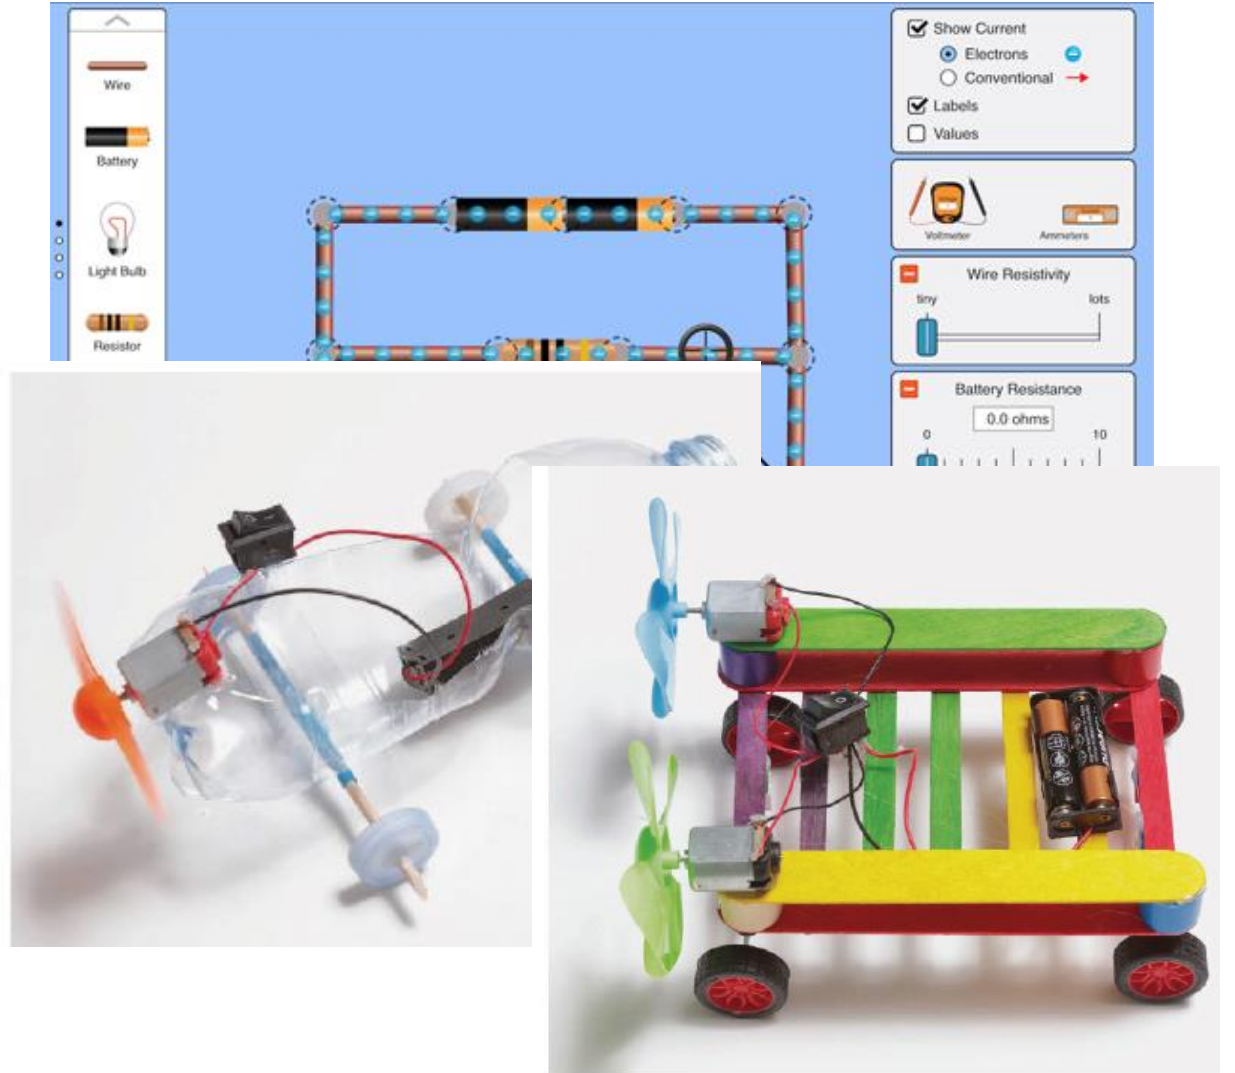 Show Current
Electrons
Conventional
Labels
Values
Wire
Battery
Light Bulb
Resistor
Voltmeter
Ammeters
Wire Resistivity
tiny
lots
Battery Resistance
0.0 ohms
0
10